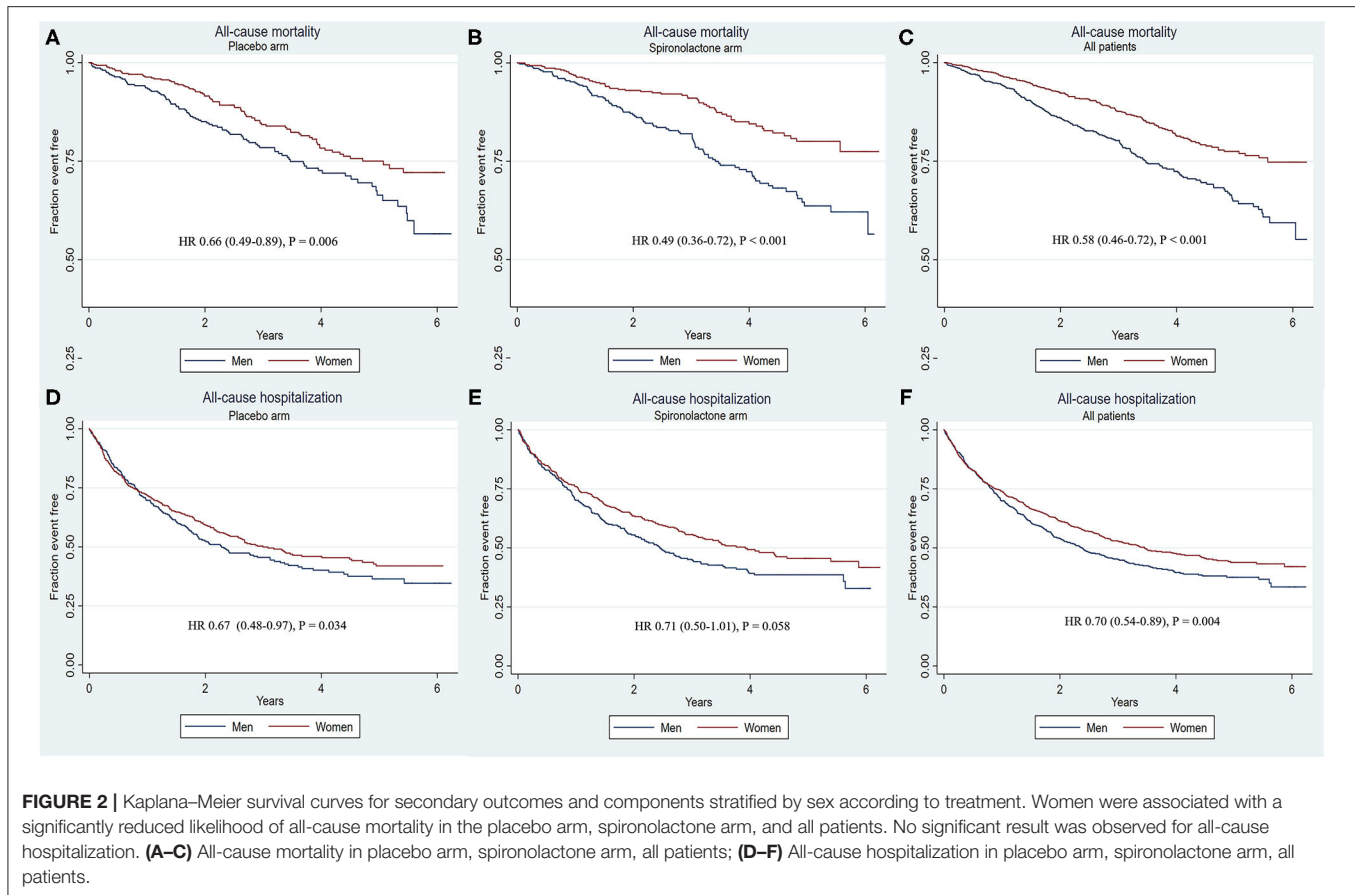 A
All-cause mortality
Placebo arm
Fraction event free
1.00
0.75
0.50
0.25
HR 0.66 (0.49-0.89), P = 0.006
0 2 4 6
Years
Men Women
B
All-cause mortality
Spironolactone arm
Fraction event free
1.00
0.75
0.50
0.25
HR 0.49 (0.36-0.72), P < 0.001
0 2 4 6
Years
Men Women
C
All-cause mortality
All patients
Fraction event free
1.00
0.75
0.50
0.25
HR 0.58 (0.46-0.72), P < 0.001
0 2 4 6
Years
Men Women
D
All-cause hospitalization
Placebo arm
Fraction event free
1.00
0.75
0.50
0.25
0.00
HR 0.67 (0.48-0.97), P = 0.034
0 2 4 6
Years
Men Women
E
All-cause hospitalization
Spironolactone arm
Fraction event free
1.00
0.75
0.50
0.25
0.00
HR 0.71 (0.50-1.01), P = 0.058
0 2 4 6
Years
Men Women
F
All-cause hospitalization
All patients
Fraction event free
1.00
0.75
0.50
0.25
0.00
HR 0.70 (0.54-0.89), P = 0.004
0 2 4 6
Years
Men Women
FIGURE 2 | Kaplana–Meier survival curves for secondary outcomes and components stratified by sex according to treatment. Women were associated with a
significantly reduced likelihood of all-cause mortality in the placebo arm, spironolactone arm, and all patients. No significant result was observed for all-cause
hospitalization. (A–C) All-cause mortality in placebo arm, spironolactone arm, all patients; (D–F) All-cause hospitalization in placebo arm, spironolactone arm, all
patients.